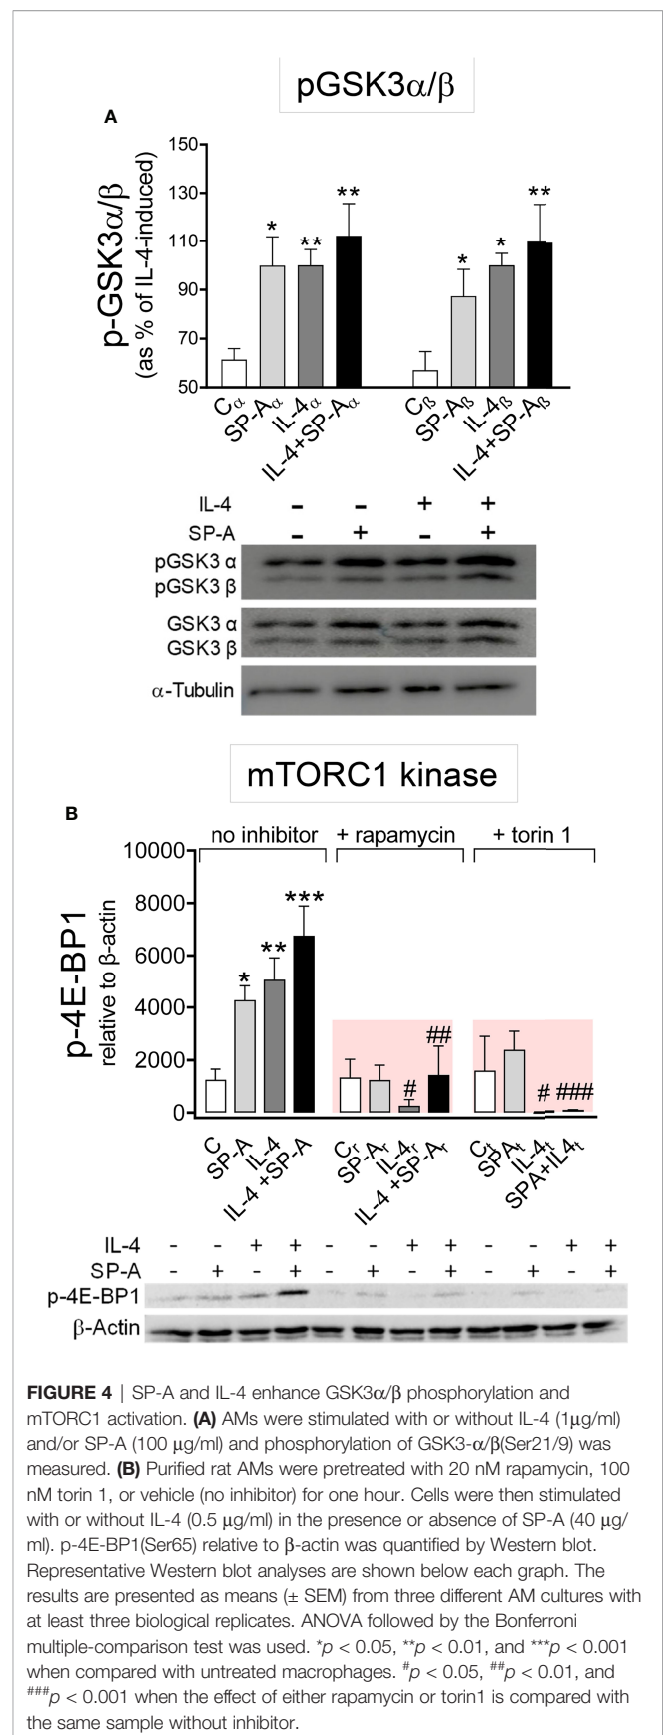 pGSK3α/β
A
p-GSK3α/β
(as % of IL-4-induced)
150
130
110
90
70
50
* ** ** * * **
Cα SP-Aα IL-4α IL-4+SP-Aα Cß SP-Aß IL-4ß IL-4+SP-Aß
IL-4 – – + +
SP-A – + – +
pGSK3 α
pGSK3 β
GSK3 α
GSK3 β
α-Tubulin
mTORC1 kinase
B
no inhibitor + rapamycin + torin 1
p-4E-BP1
relative to β-actin
10000
8000
6000
4000
2000
0
* ** *** # ## # ###
C SP-A IL-4 IL-4 +SP-A Cr SP-Ar IL-4r IL-4 +SP-Ar Ct SPAt IL-4t SPA+IL4t
IL-4 - - + + - - + + - - + +
SP-A - + - + - + - + - + - +
p-4E-BP1
β-Actin
FIGURE 4 | SP-A and IL-4 enhance GSK3α/β phosphorylation and
mTORC1 activation. (A) AMs were stimulated with or without IL-4 (1μg/ml)
and/or SP-A (100 μg/ml) and phosphorylation of GSK3-α/β(Ser21/9) was
measured. (B) Purified rat AMs were pretreated with 20 nM rapamycin, 100
nM torin 1, or vehicle (no inhibitor) for one hour. Cells were then stimulated
with or without IL-4 (0.5 μg/ml) in the presence or absence of SP-A (40 μg/
ml). p-4E-BP1(Ser65) relative to β-actin was quantified by Western blot.
Representative Western blot analyses are shown below each graph. The
results are presented as means (± SEM) from three different AM cultures with
at least three biological replicates. ANOVA followed by the Bonferroni
multiple-comparison test was used. *p < 0.05, **p < 0.01, and ***p < 0.001
when compared with untreated macrophages. #p < 0.05, ##p < 0.01, and
###p < 0.001 when the effect of either rapamycin or torin1 is compared with
the same sample without inhibitor.